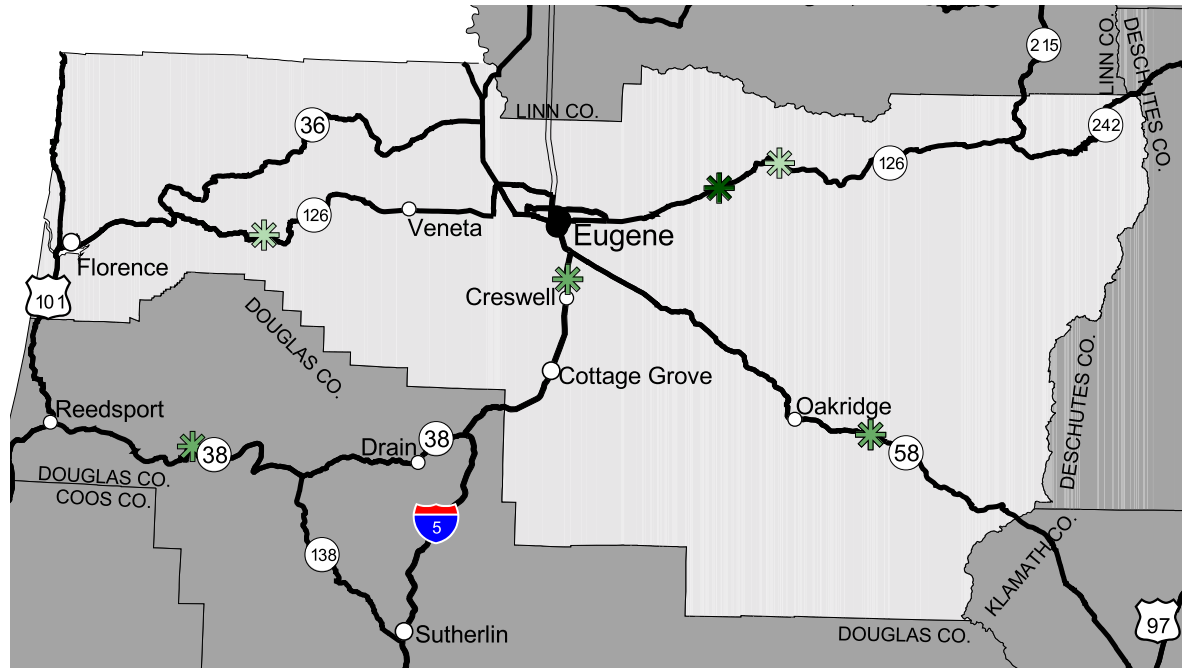 215
LINN CO.
DESCHUTES CO.
LINN CO.
36
242
126
126
Veneta
Eugene
Florence
101
Creswell
DOUGLAS CO.
Cottage Grove
DESCHUTES CO.
Reedsport
Oakridge
Drain
38
38
58
DOUGLAS CO.
COOS CO.
5
138
KLAMATH CO.
97
Sutherlin
DOUGLAS CO.